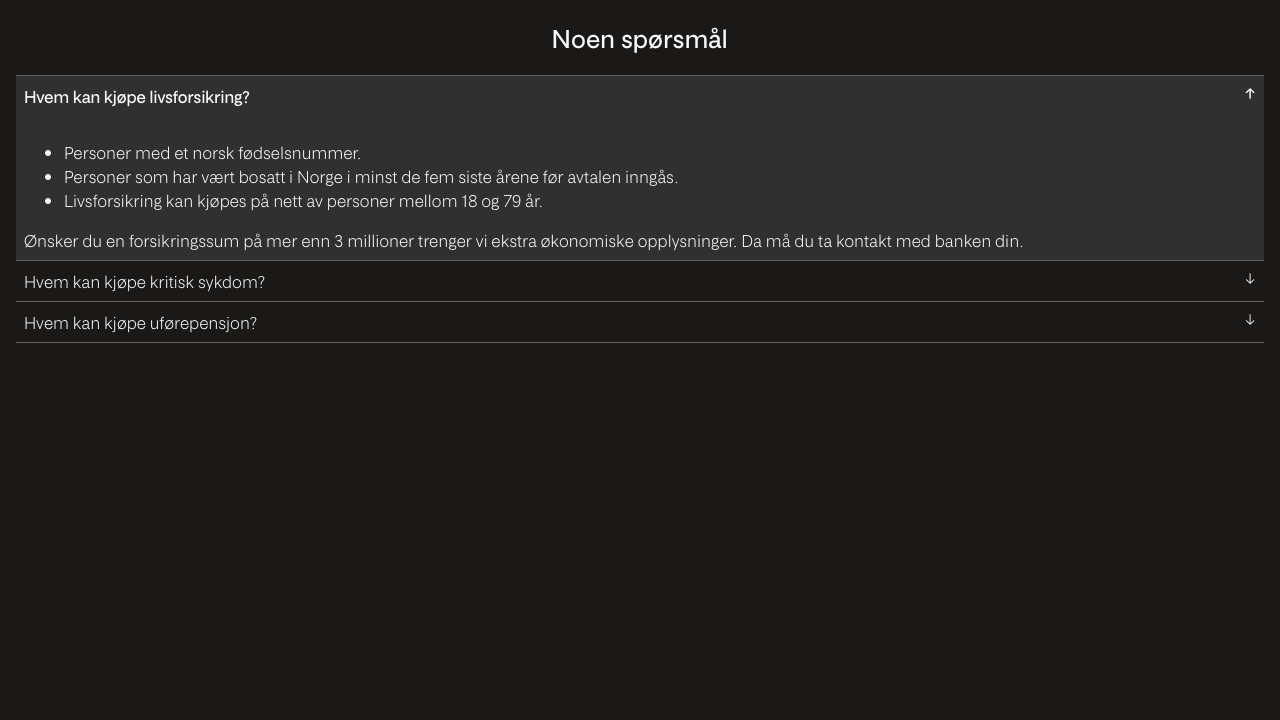 Noen spørsmål
Hvem kan kjøpe livsforsikring?
Personer med et norsk fødselsnummer.
Personer som har vært bosatt i Norge i minst de fem siste årene før avtalen inngås.
Livsforsikring kan kjøpes på nett av personer mellom 18 og 79 år.
Ønsker du en forsikringssum på mer enn 3 millioner trenger vi ekstra økonomiske opplysninger. Da må du ta kontakt med banken din.
Hvem kan kjøpe kritisk sykdom?
Hvem kan kjøpe uførepensjon?